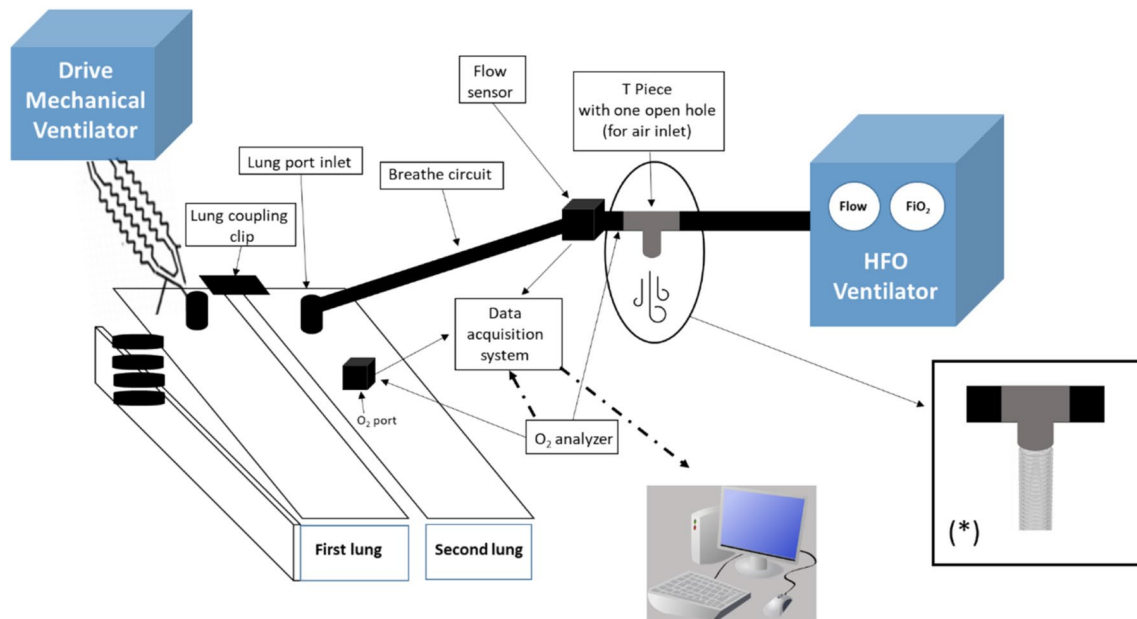 Drive
Mechanical
Ventilator
Flow
sensor
T Piece
with one open hole
(for air inlet)
Lung port inlet
Breathe circuit
Lung coupling
clip
Flow
FiO₂
HFO
Ventilator
Data
acquisition
system
O₂ port
O₂ analyzer
First lung
Second lung
(*)